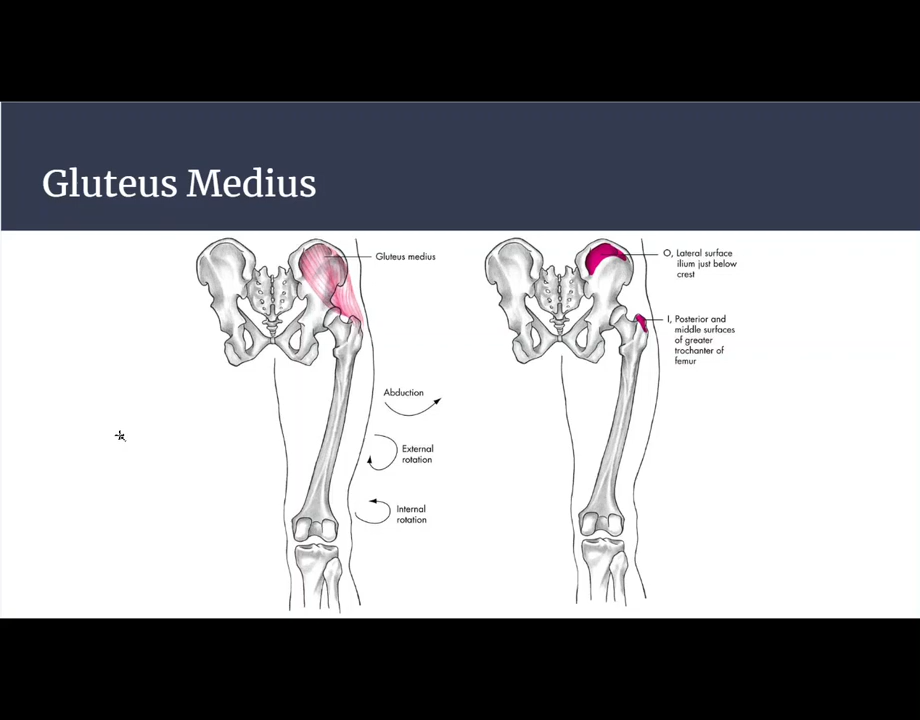 Gluteus Medius
Gluteus medius
Abduction
External
rotation
Internal
rotation
O, Lateral surface
ilium just below
crest
I, Posterior and
middle surfaces
of greater
trochanter of
femur